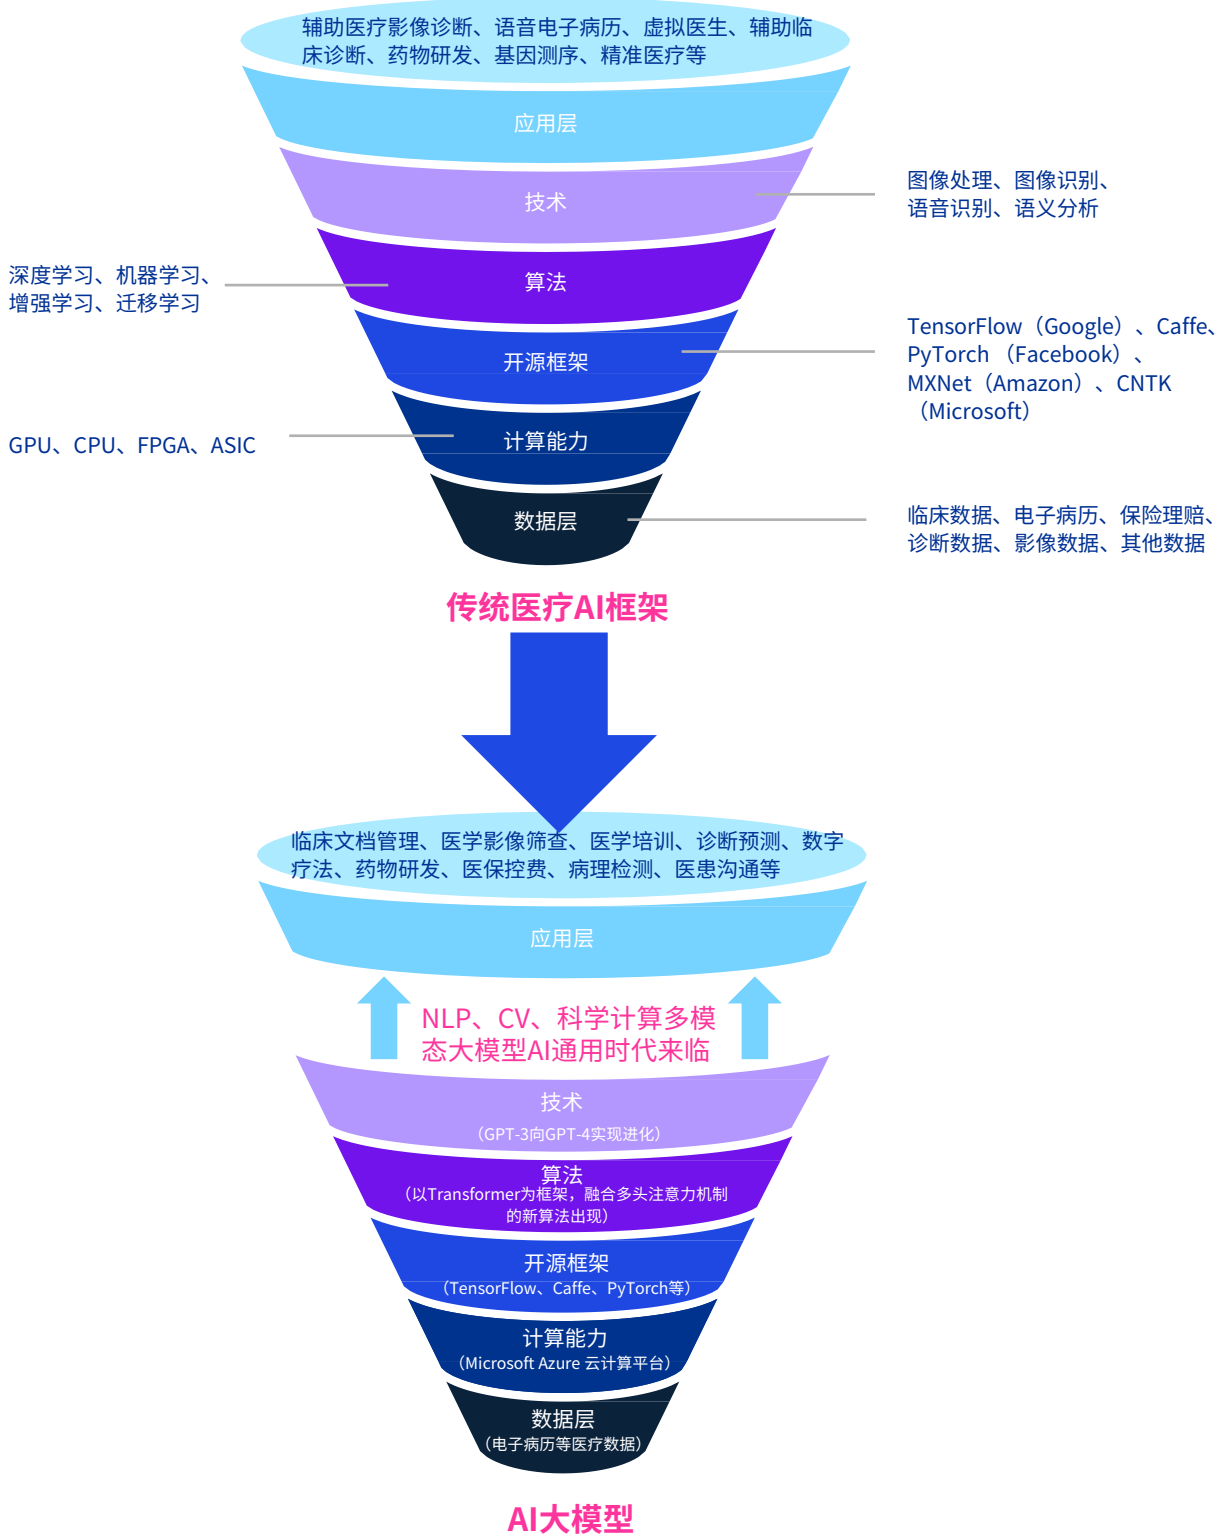 辅助医疗影像诊断、语音电子病历、虚拟医生、辅助临
床诊断、药物研发、基因测序、精准医疗等
应用层
技术
图像处理、图像识别、
语音识别、语义分析
算法
深度学习、机器学习、
增强学习、迁移学习
开源框架
TensorFlow（Google）、Caffe、
PyTorch （Facebook）、
MXNet（Amazon）、CNTK
（Microsoft）
计算能力
GPU、CPU、FPGA、ASIC
数据层
临床数据、电子病历、保险理赔、
诊断数据、影像数据、其他数据
传统医疗AI框架
临床文档管理、医学影像筛查、医学培训、诊断预测、数字
疗法、药物研发、医保控费、病理检测、医患沟通等
应用层
NLP、CV、科学计算多模
态大模型AI通用时代来临
技术
（GPT-3向GPT-4实现进化）
算法
（以Transformer为框架，融合多头注意力机制
的新算法出现）
开源框架
（TensorFlow、Caffe、PyTorch等）
计算能力
（Microsoft Azure 云计算平台）
数据层
（电子病历等医疗数据）
AI大模型